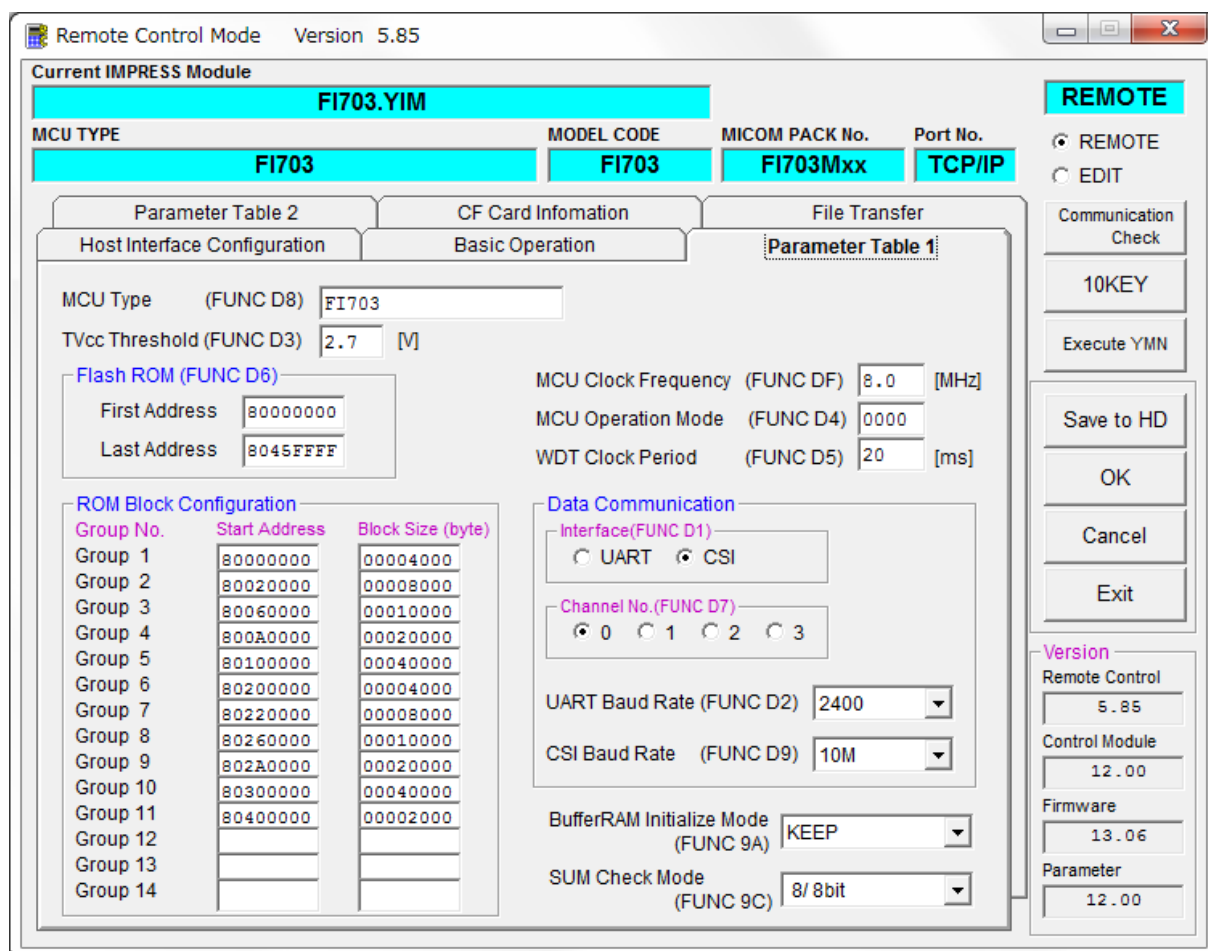 Remote Control Mode Version 5.85
Current IMPRESS Module
FI703.YIM
MCU TYPE MODEL CODE MICOM PACK No. Port No.
FI703 FI703 FI703Mxx TCP/IP
REMOTE
REMOTE
EDIT
Parameter Table 2 CF Card Infomation File Transfer
Host Interface Configuration Basic Operation Parameter Table 1
MCU Type (FUNC D8) FI703
TVcc Threshold (FUNC D3) 2.7 [V]
Flash ROM (FUNC D6)
First Address 80000000
Last Address 8045FFFF
MCU Clock Frequency (FUNC DF) 8.0 [MHz]
MCU Operation Mode (FUNC D4) 0000
WDT Clock Period (FUNC D5) 20 [ms]
ROM Block Configuration
Group No. Start Address Block Size (byte)
Group 1 80000000 00004000
Group 2 80020000 00008000
Group 3 80060000 00010000
Group 4 800A0000 00020000
Group 5 80100000 00040000
Group 6 80200000 00004000
Group 7 80220000 00008000
Group 8 80260000 00010000
Group 9 802A0000 00020000
Group 10 80300000 00040000
Group 11 80400000 00002000
Group 12
Group 13
Group 14
Data Communication
Interface(FUNC D1)
UART CSI
Channel No.(FUNC D7)
0 1 2 3
UART Baud Rate (FUNC D2) 2400
CSI Baud Rate (FUNC D9) 10M
BufferRAM Initialize Mode
(FUNC 9A) KEEP
SUM Check Mode
(FUNC 9C) 8/ 8bit
Communication
Check
10KEY
Execute YMN
Save to HD
OK
Cancel
Exit
Version
Remote Control
5.85
Control Module
12.00
Firmware
13.06
Parameter
12.00